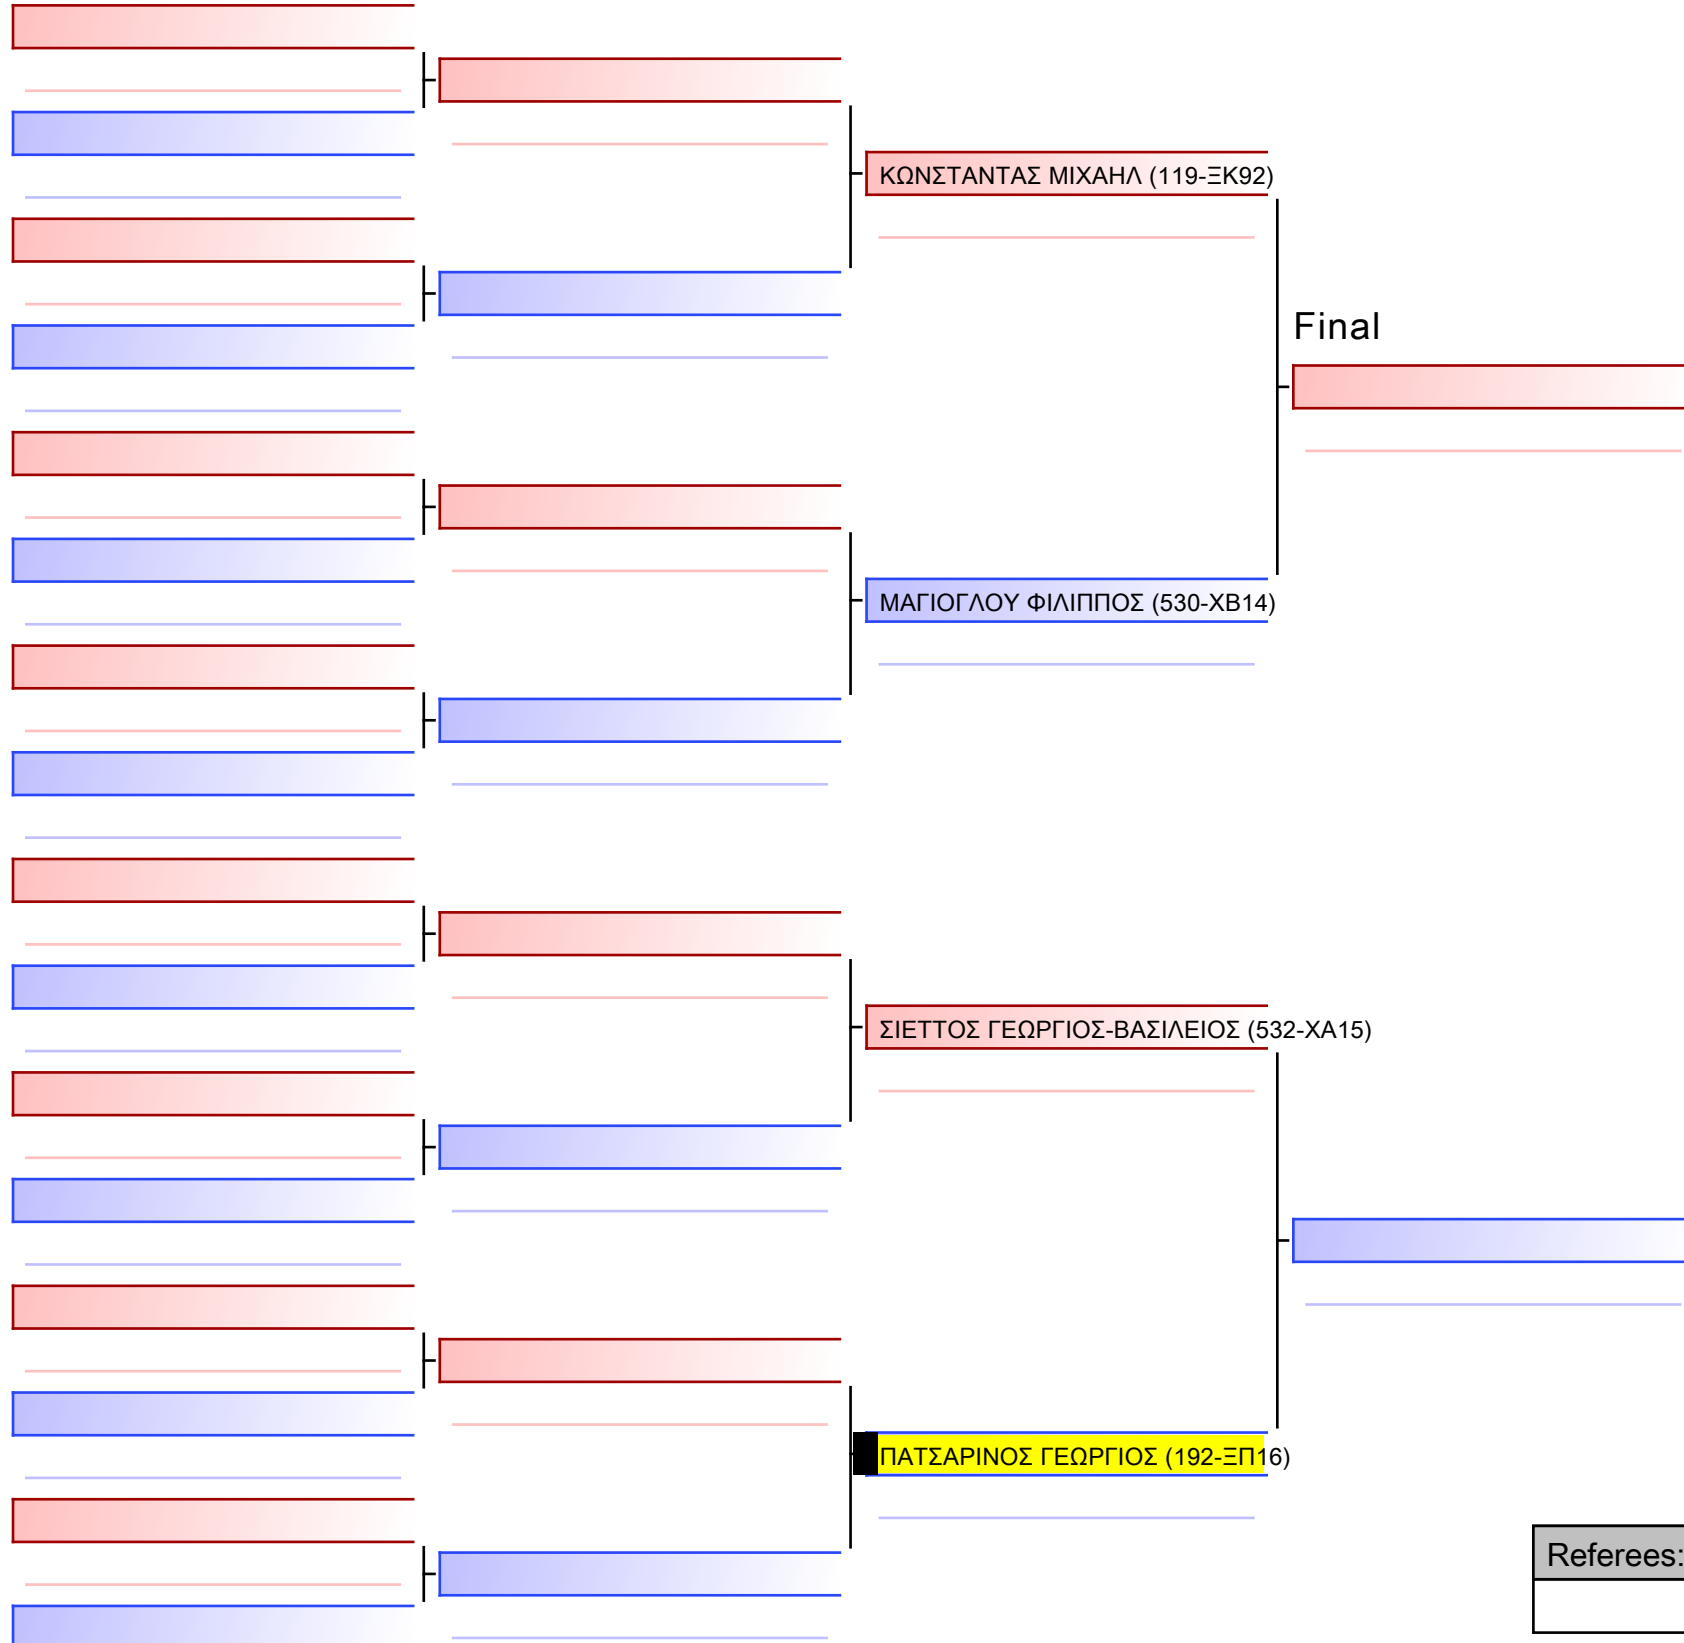 ΚΩΝΣΤΑΝΤΑΣ ΜΙΧΑΗΛ (119-ΞΚ92)
Final
ΜΑΓΙΟΓΛΟΥ ΦΙΛΙΠΠΟΣ (530-ΧΒ14)
ΣΙΕΤΤΟΣ ΓΕΩΡΓΙΟΣ-ΒΑΣΙΛΕΙΟΣ (532-ΧΑ15)
ΠΑΤΣΑΡΙΝΟΣ ΓΕΩΡΓΙΟΣ (192-ΞΠ16)
Referees: